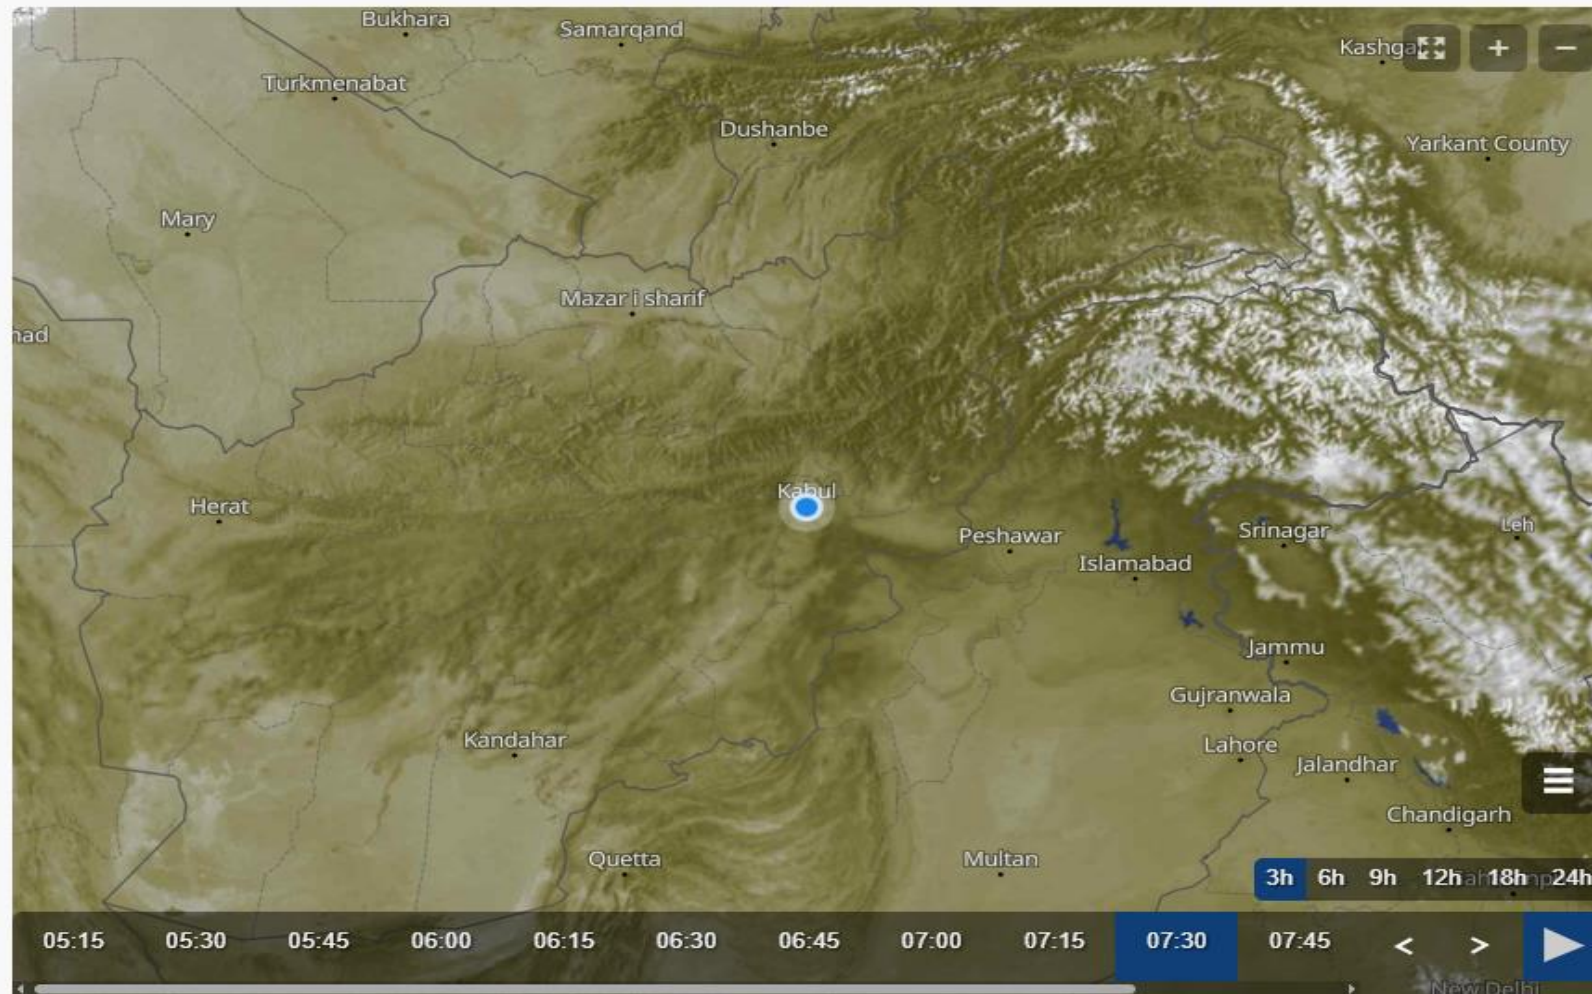 Bukhara
Samarqand
Kashga
+
−
Turkmenabat
Dushanbe
Yarkant County
Mary
Mazar i sharif
had
Kabul
Herat
Peshawar
Srinagar
Leh
Islamabad
Jammu
Gujranwala
Kandahar
Lahore
Jalandhar
Chandigarh
Quetta
Multan
3h 6h 9h 12h 18h 24h
05:15 05:30 05:45 06:00 06:15 06:30 06:45 07:00 07:15 07:30 07:45 < >
New Delhi